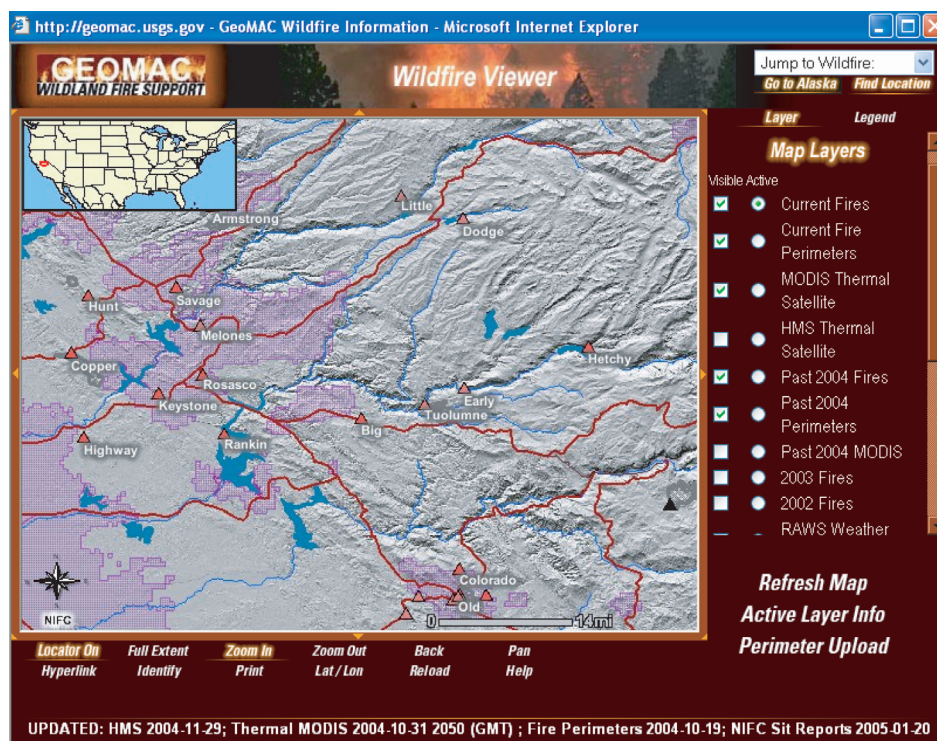 http://geomac.usgs.gov - GeoMAC Wildfire Information - Microsoft Internet Explorer
GEOMAC
WILDLAND FIRE SUPPORT
Wildfire Viewer
Jump to Wildfire:
Go to Alaska Find Location
Layer Legend
Map Layers
Visible Active
Current Fires
Current Fire
Perimeters
MODIS Thermal
Satellite
HMS Thermal
Satellite
Past 2004 Fires
Past 2004
Perimeters
Past 2004 MODIS
2003 Fires
2002 Fires
RAWS Weather
Armstrong
Little
Dodge
Hunt
Savage
Melones
Copper
Hetchy
Rosasco
Keystone
Early
Tuolumne
Big
Highway
Rankin
Colorado
Old
NIFC
0 14mi
Refresh Map
Active Layer Info
Perimeter Upload
Locator On Full Extent Zoom In Zoom Out Back Pan
Hyperlink Identify Print Lat / Lon Reload Help
UPDATED: HMS 2004-11-29; Thermal MODIS 2004-10-31 2050 (GMT) ; Fire Perimeters 2004-10-19; NIFC Sit Reports 2005-01-20